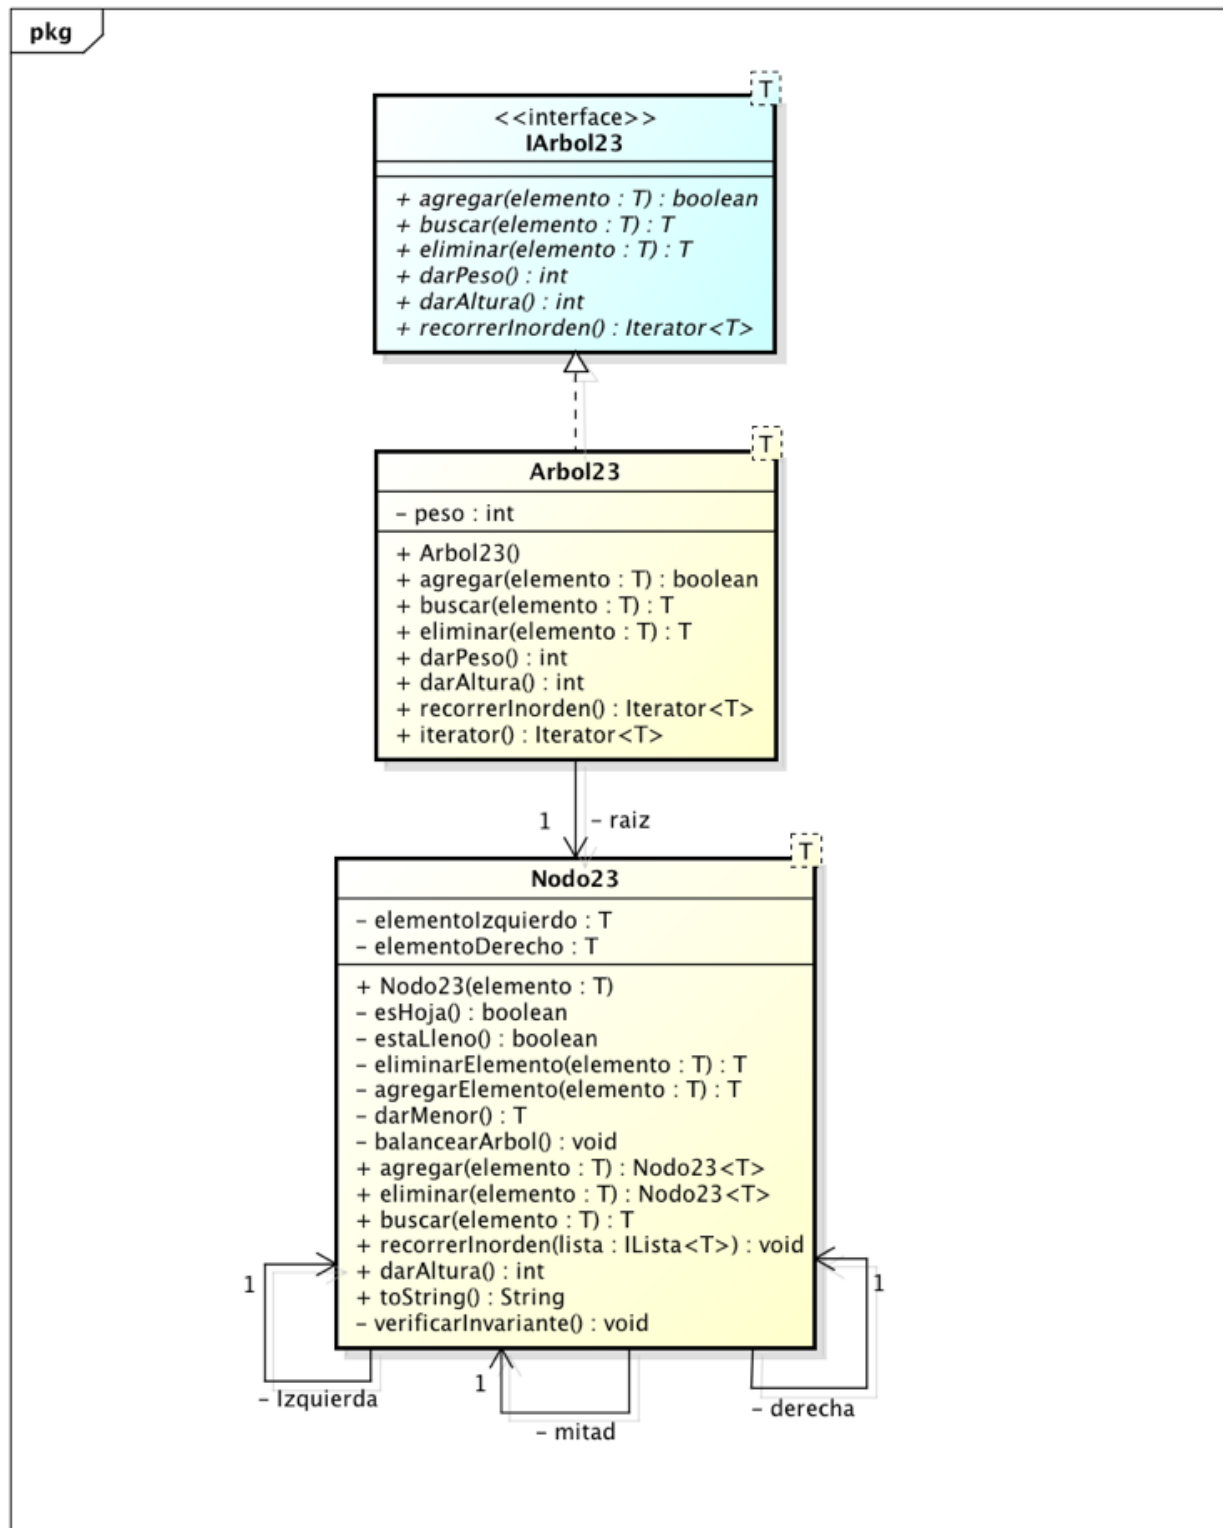 pkg
T
<<interface>>
IArbol23
+ agregar(elemento : T) : boolean
+ buscar(elemento : T) : T
+ eliminar(elemento : T) : T
+ darPeso() : int
+ darAltura() : int
+ recorrerInorden() : Iterator<T>
T
Arbol23
- peso : int
+ Arbol23()
+ agregar(elemento : T) : boolean
+ buscar(elemento : T) : T
+ eliminar(elemento : T) : T
+ darPeso() : int
+ darAltura() : int
+ recorrerInorden() : Iterator<T>
+ iterator() : Iterator<T>
1
- raiz
T
Nodo23
- elementoIzquierdo : T
- elementoDerecho : T
+ Nodo23(elemento : T)
- esHoja() : boolean
- estaLleno() : boolean
- eliminarElemento(elemento : T) : T
- agregarElemento(elemento : T) : T
- darMenor() : T
- balancearArbol() : void
+ agregar(elemento : T) : Nodo23<T>
+ eliminar(elemento : T) : Nodo23<T>
+ buscar(elemento : T) : T
+ recorrerInorden(lista : ILista<T>) : void
+ darAltura() : int
+ toString() : String
- verificarInvariante() : void
1
1
1
- Izquierda
- mitad
- derecha